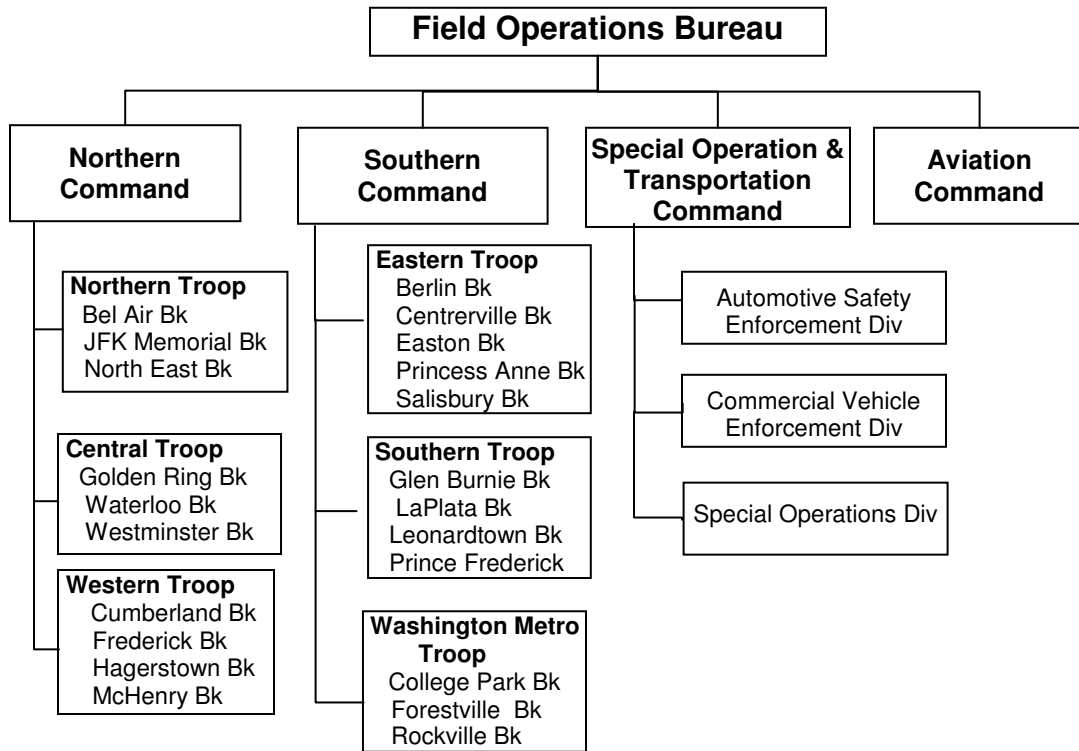 Field Operations Bureau
Northern
Command
Southern
Command
Special Operation &
Transportation
Command
Aviation
Command
Northern Troop
Bel Air Bk
JFK Memorial Bk
North East Bk
Central Troop
Golden Ring Bk
Waterloo Bk
Westminster Bk
Western Troop
Cumberland Bk
Frederick Bk
Hagerstown Bk
McHenry Bk
Eastern Troop
Berlin Bk
Centrerville Bk
Easton Bk
Princess Anne Bk
Salisbury Bk
Southern Troop
Glen Burnie Bk
LaPlata Bk
Leonardtown Bk
Prince Frederick
Washington Metro
Troop
College Park Bk
Forestville Bk
Rockville Bk
Automotive Safety
Enforcement Div
Commercial Vehicle
Enforcement Div
Special Operations Div